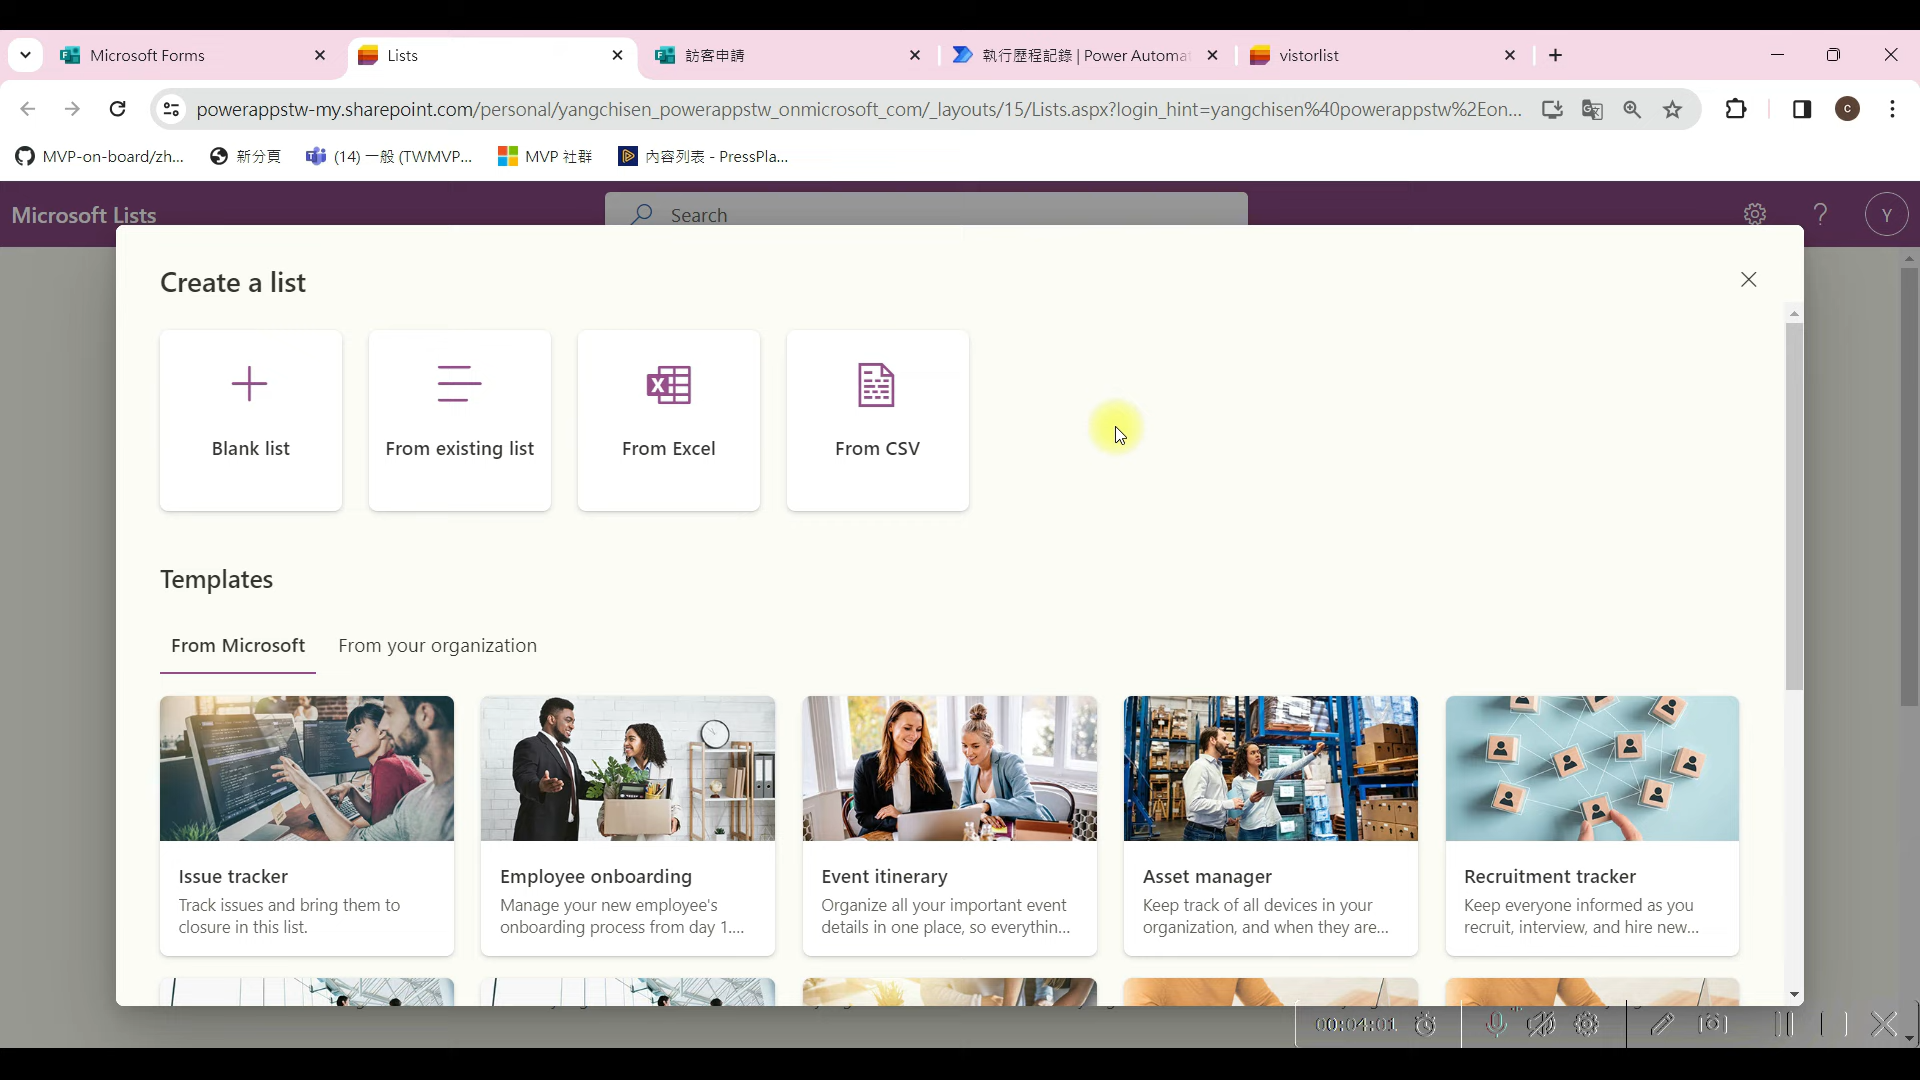 Microsoft Forms
Lists
訪客申請
執行歷程記錄 | Power Automat
vistorlist
powerappstw-my.sharepoint.com/personal/yangchisen_powerappstw_onmicrosoft_com/_layouts/15/Lists.aspx?login_hint=yangchisen%40powerappstw%2Eon...
C
MVP-on-board/zh...
新分頁
(14) 一般 (TWMVP...
MVP 社群
內容列表 - PressPla...
Microsoft Lists
Search
Y
Create a list
Blank list
From existing list
From Excel
From CSV
Templates
From Microsoft
From your organization
Issue tracker
Track issues and bring them to
closure in this list.
Employee onboarding
Manage your new employee's
onboarding process from day 1....
Event itinerary
Organize all your important event
details in one place, so everythin...
Asset manager
Keep track of all devices in your
organization, and when they are...
Recruitment tracker
Keep everyone informed as you
recruit, interview, and hire new...
00:04:01